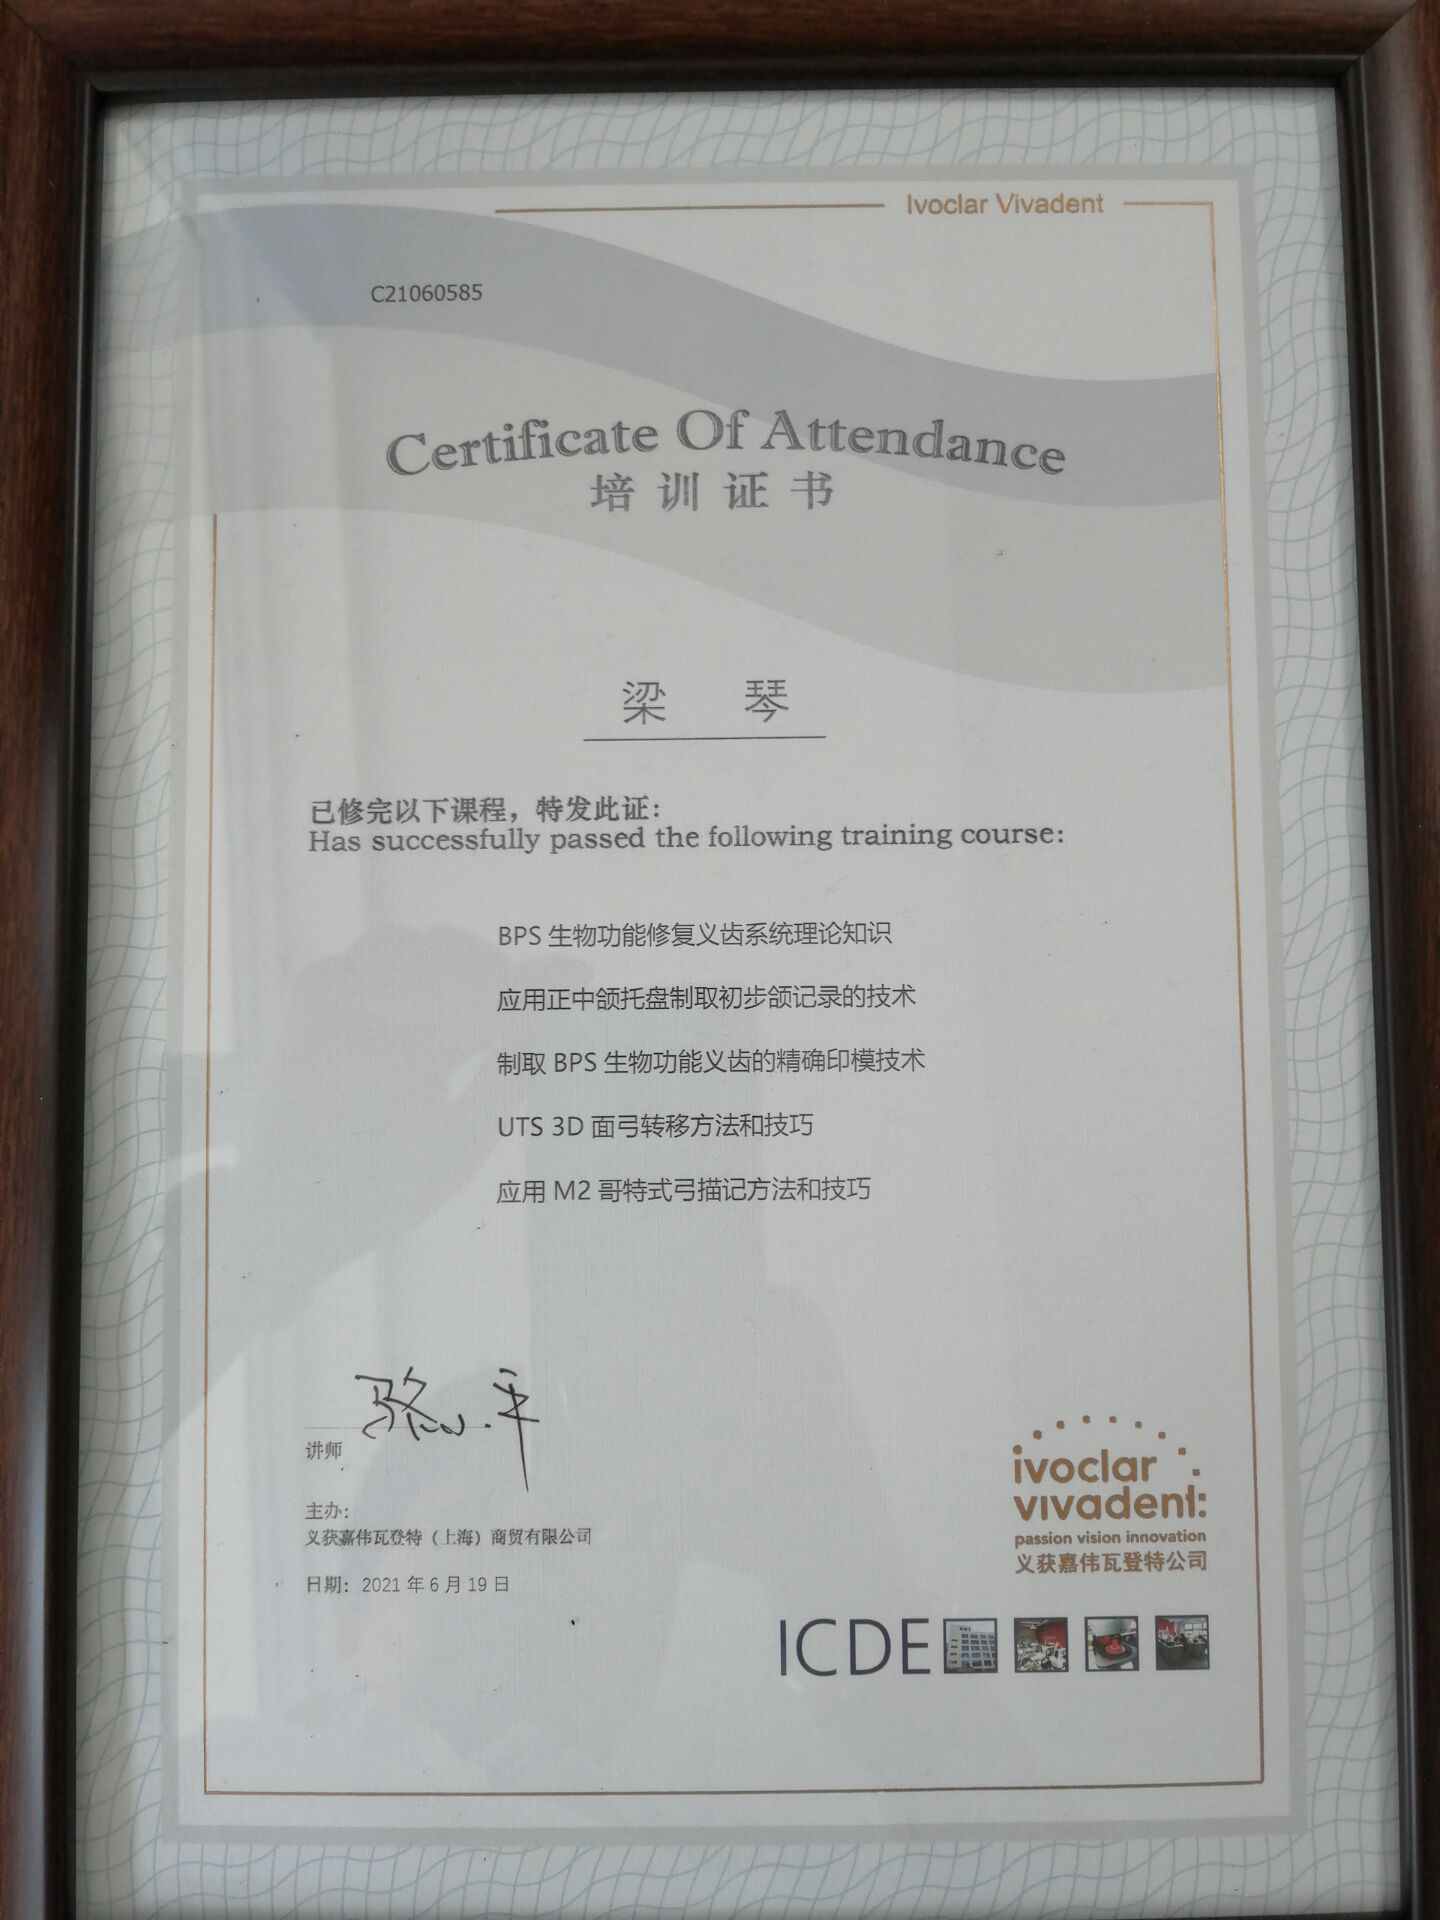 Ivoclar Vivadent
C21060585
Certificate Of Attendance
培训证书
梁 琴
已修完以下课程，特发此证：
Has successfully passed the following training course:
BPS 生物功能修复义齿系统理论知识
应用正中颌托盘制取初步颌记录的技术
制取 BPS 生物功能义齿的精确印模技术
UTS 3D 面弓转移方法和技巧
应用 M2 哥特式弓描记方法和技巧
骆小平
讲师
主办：
义获嘉伟瓦登特（上海）商贸有限公司
日期：2021 年 6 月 19 日
ivoclar
vivadent:
passion vision innovation
义获嘉伟瓦登特公司
ICDE